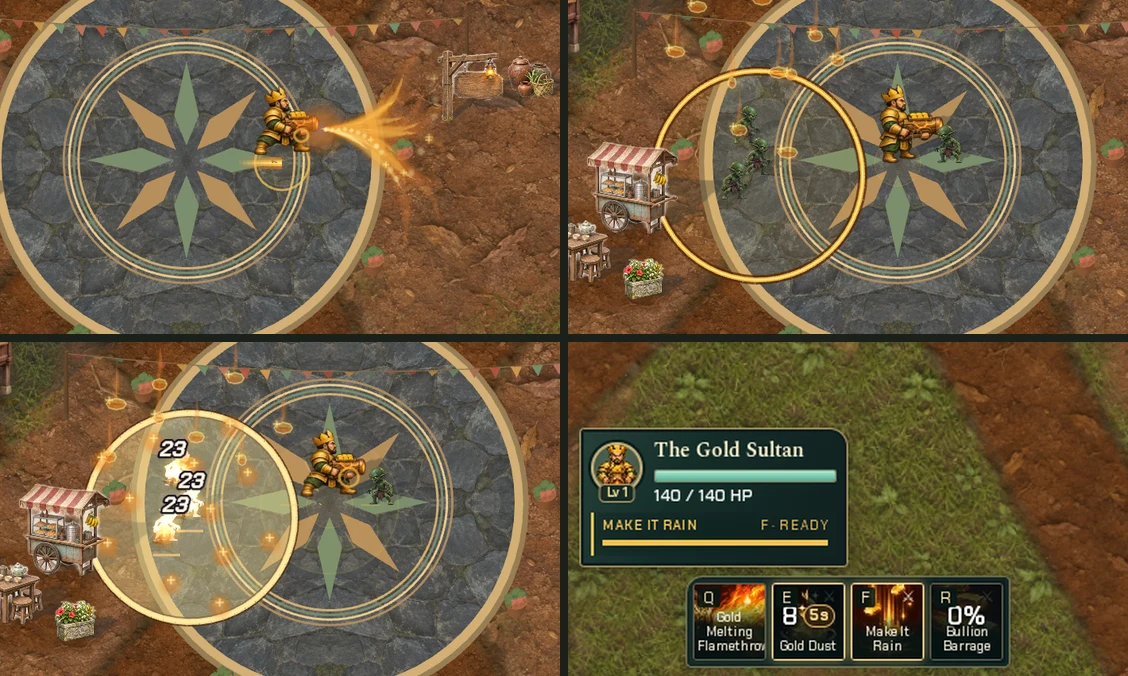 23
23
23
The Gold Sultan
Lv 1
140 / 140 HP
MAKE IT RAIN F · READY
Q
Gold
Melting
Flamethrow
E
8 5s
Gold Dust
F
Make It
Rain
R
0%
Bullion
Barrage